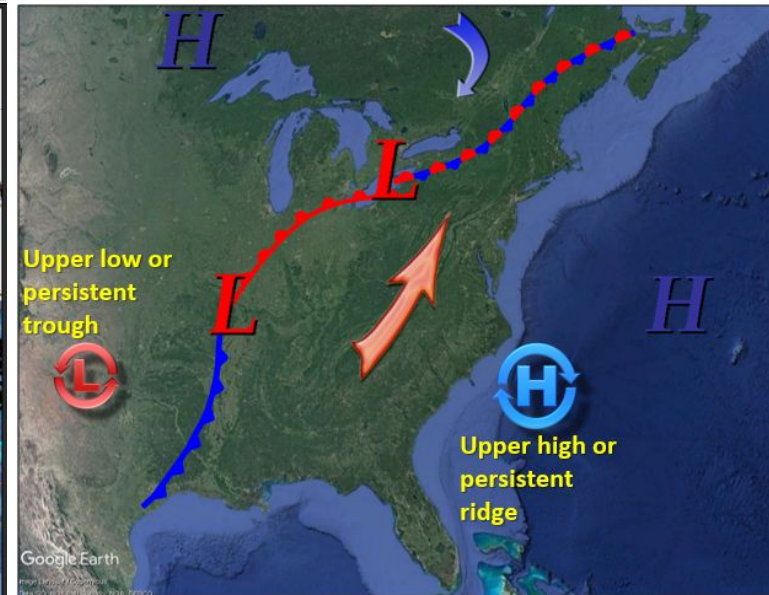 H
L
Upper low or
persistent
trough
L
H
L
H
Upper high or
persistent
ridge
Google Earth